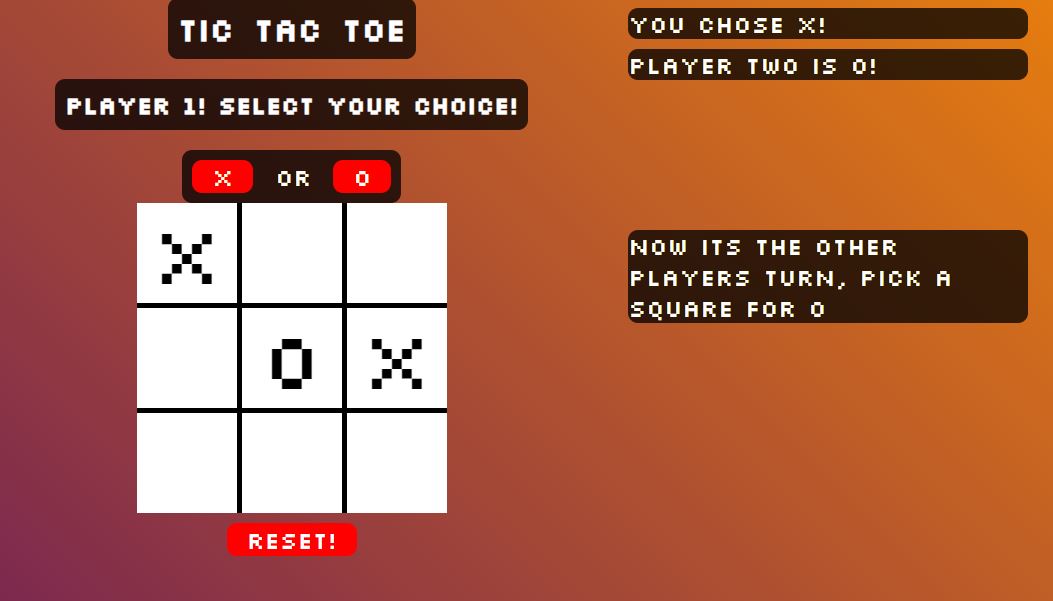 TIC TAC TOE
PLAYER 1! SELECT YOUR CHOICE!
X OR O
X
O X
RESET!
YOU CHOSE X!
PLAYER TWO IS O!
NOW ITS THE OTHER
PLAYERS TURN, PICK A
SQUARE FOR O